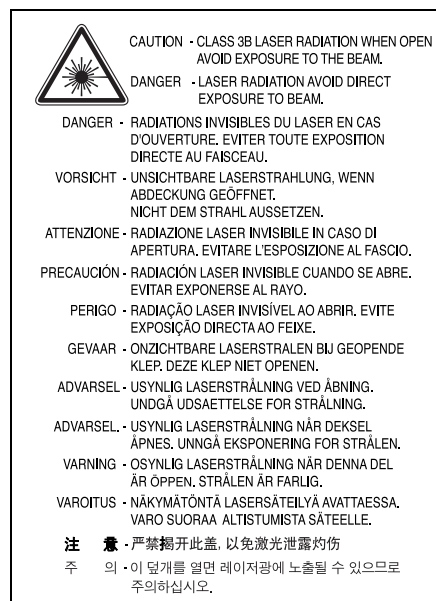 CAUTION - CLASS 3B LASER RADIATION WHEN OPEN
AVOID EXPOSURE TO THE BEAM.
DANGER - LASER RADIATION AVOID DIRECT
EXPOSURE TO BEAM.
DANGER - RADIATIONS INVISIBLES DU LASER EN CAS
D'OUVERTURE. EVITER TOUTE EXPOSITION
DIRECTE AU FAISCEAU.
VORSICHT - UNSICHTBARE LASERSTRAHLUNG, WENN
ABDECKUNG GEÖFFNET.
NICHT DEM STRAHL AUSSETZEN.
ATTENZIONE - RADIAZIONE LASER INVISIBILE IN CASO DI
APERTURA. EVITARE L'ESPOSIZIONE AL FASCIO.
PRECAUCIÓN - RADIACIÓN LASER INVISIBLE CUANDO SE ABRE.
EVITAR EXPONERSE AL RAYO.
PERIGO - RADIAÇÃO LASER INVISÍVEL AO ABRIR. EVITE
EXPOSIÇÃO DIRECTA AO FEIXE.
GEVAAR - ONZICHTBARE LASERSTRALEN BIJ GEOPENDE
KLEP. DEZE KLEP NIET OPENEN.
ADVARSEL - USYNLIG LASERSTRÅLNING VED ÅBNING.
UNDGÅ UDSAETTELSE FOR STRÅLNING.
ADVARSEL. - USYNLIG LASERSTRÅLNING NÅR DEKSEL
ÅPNES. UNNGÅ EKSPONERING FOR STRÅLEN.
VARNING - OSYNLIG LASERSTRÅLNING NÄR DENNA DEL
ÄR ÖPPEN. STRÅLEN ÄR FARLIG.
VAROITUS - NÄKYMÄTÖNTÄ LASERSÄTEILYÄ AVATTAESSA.
VARO SUORAA ALTISTUMISTA SÄTEELLE.
注 意 - 严禁揭开此盖, 以免激光泄露灼伤
주 의 - 이 덮개를 열면 레이저광에 노출될 수 있으므로
주의하십시오.